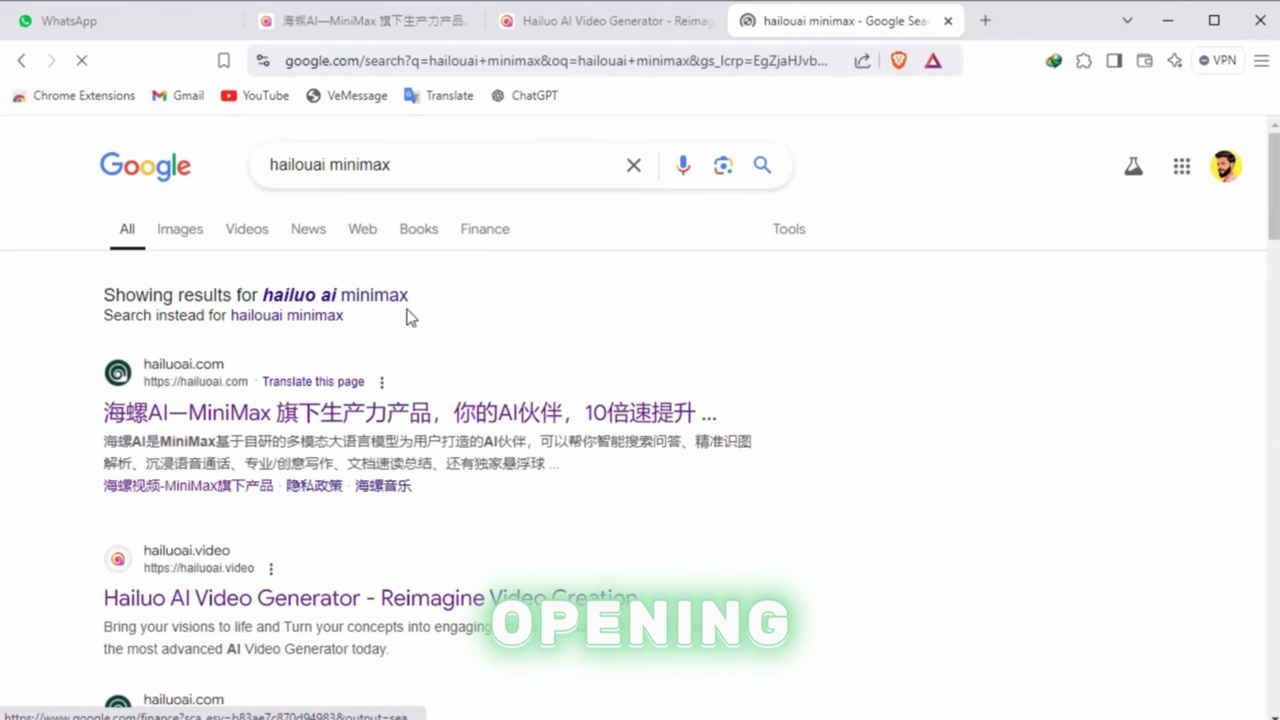 WhatsApp
海螺AI—MiniMax 旗下生产力产品,
Hailuo AI Video Generator - Reimag
hailouai minimax - Google Sea
google.com/search?q=hailouai+minimax&oq=hailouai+minimax&gs_lcrp=EgZjaHJvb...
VPN
Chrome Extensions
Gmail
YouTube
VeMessage
Translate
ChatGPT
Google
hailouai minimax
All
Images
Videos
News
Web
Books
Finance
Tools
Showing results for hailuo ai minimax
Search instead for hailouai minimax
hailuoai.com
https://hailuoai.com · Translate this page
海螺AI—MiniMax 旗下生产力产品，你的AI伙伴，10倍速提升 ...
海螺AI是MiniMax基于自研的多模态大语言模型为用户打造的AI伙伴，可以帮你智能搜索问答、精准识图
解析、沉浸语音通话、专业/创意写作、文档速读总结、还有独家悬浮球 ...
海螺视频-MiniMax旗下产品 · 隐私政策 · 海螺音乐
hailuoai.video
https://hailuoai.video
Hailuo AI Video Generator - Reimagine Video Creation
Bring your visions to life and Turn your concepts into engaging
OPENING
the most advanced AI Video Generator today.
hailuoai.com
https://www.google.com/finance?sca_esv=b83ae7c870d94983&output=sea...